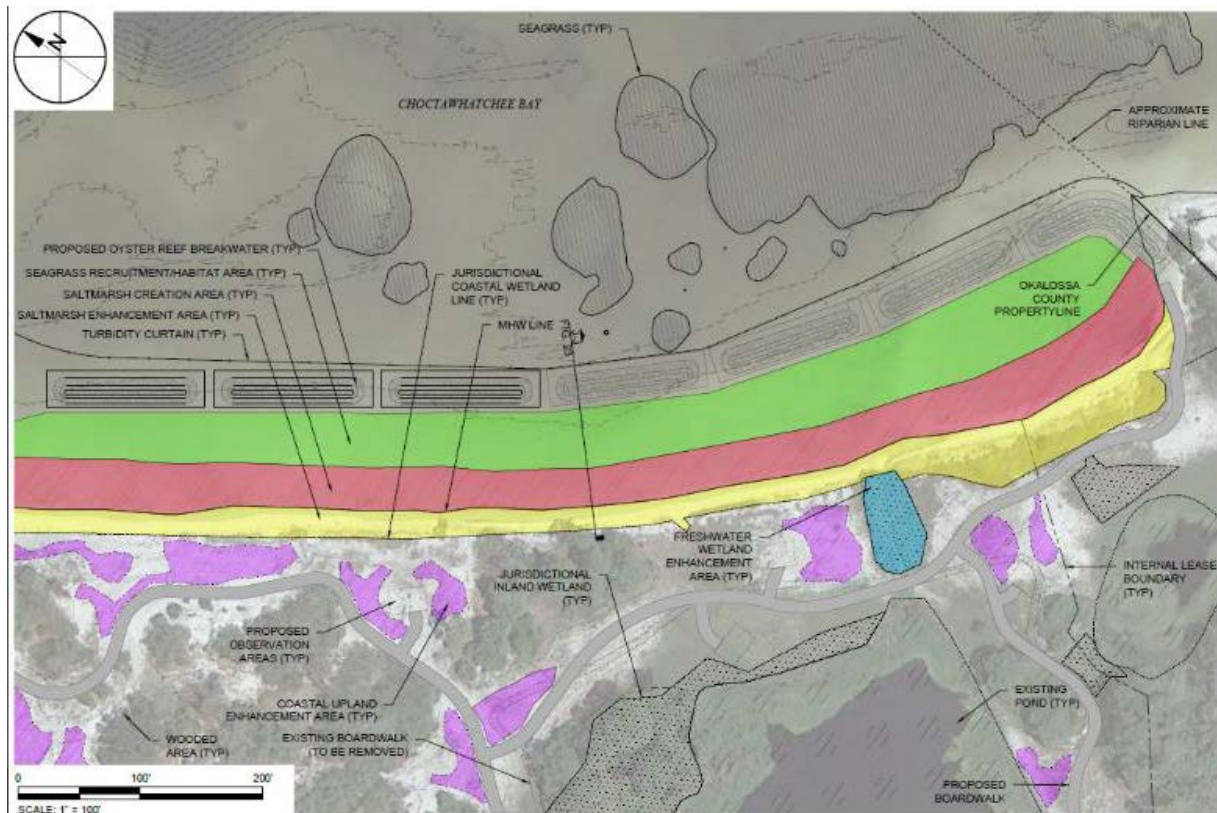 N
SEAGRASS (TYP)
CHOCTAWHATCHEE BAY
APPROXIMATE
RIPARIAN LINE
PROPOSED OYSTER REEF BREAKWATER (TYP)
SEAGRASS RECRUITMENT/HABITAT AREA (TYP)
SALTMARSH CREATION AREA (TYP)
SALTMARSH ENHANCEMENT AREA (TYP)
TURBIDITY CURTAIN (TYP)
JURISDICTIONAL
COASTAL WETLAND
LINE (TYP)
MHW LINE
OKALOSSA
COUNTY
PROPERTYLINE
FRESHWATER
WETLAND
ENHANCEMENT
AREA (TYP)
JURISDICTIONAL
INLAND WETLAND
(TYP)
INTERNAL LEASE
BOUNDARY
(TYP)
PROPOSED
OBSERVATION
AREAS (TYP)
COASTAL UPLAND
ENHANCEMENT AREA (TYP)
EXISTING
POND (TYP)
WOODED
AREA (TYP)
EXISTING BOARDWALK
(TO BE REMOVED)
PROPOSED
BOARDWALK
0 100' 200'
SCALE: 1" = 100'